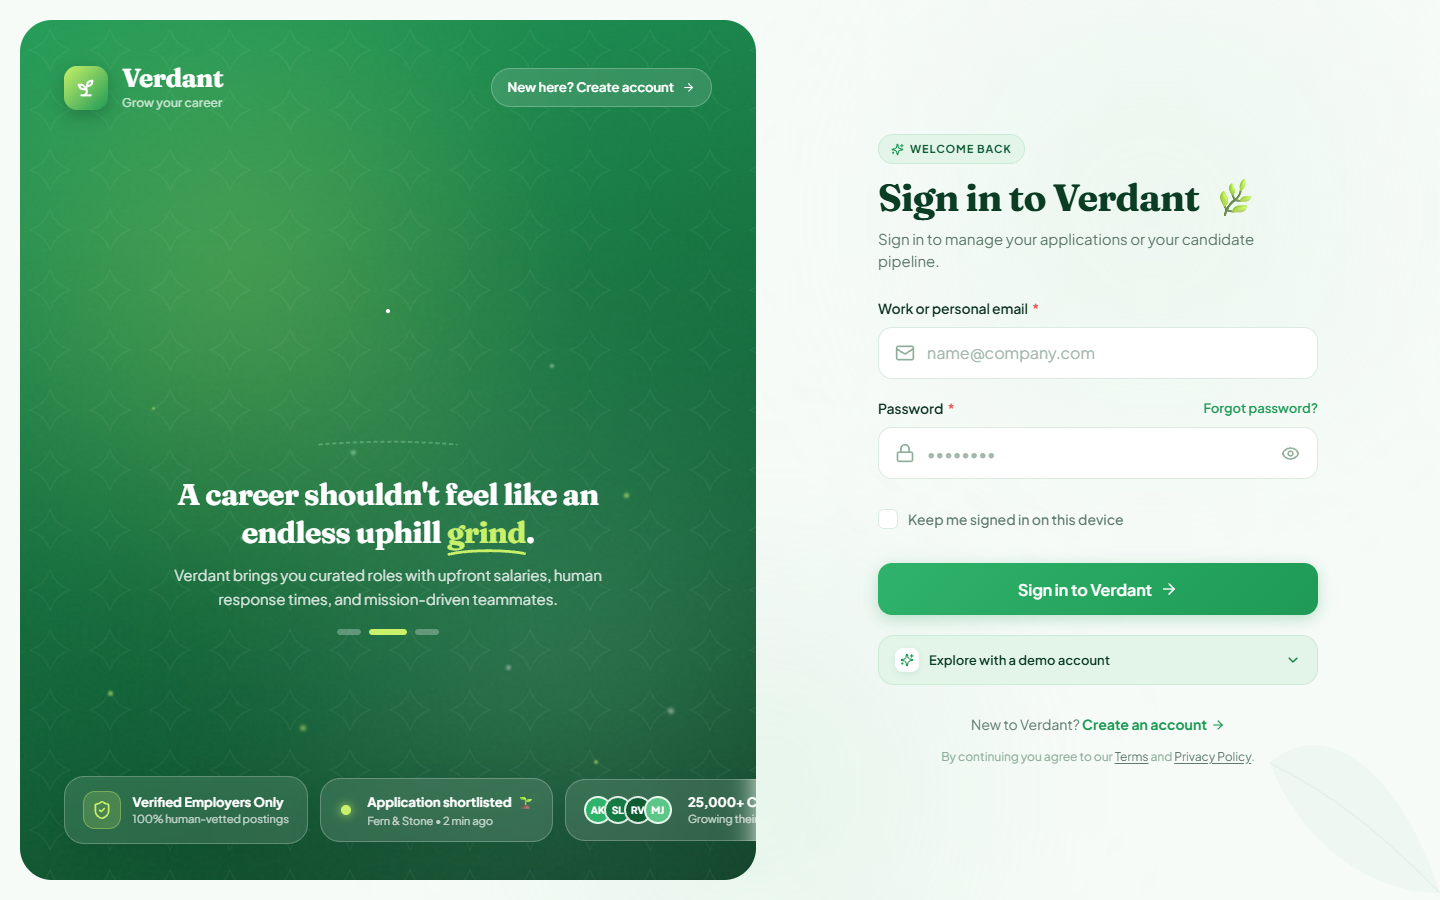 Verdant
Grow your career
New here? Create account
A career shouldn't feel like an
endless uphill grind.
Verdant brings you curated roles with upfront salaries, human
response times, and mission-driven teammates.
Verified Employers Only
100% human-vetted postings
Application shortlisted
Fern & Stone • 2 min ago
AK SL RV MJ
25,000+
Growing
WELCOME BACK
Sign in to Verdant
Sign in to manage your applications or your candidate
pipeline.
Work or personal email *
name@company.com
Password *
Forgot password?
Keep me signed in on this device
Sign in to Verdant
Explore with a demo account
New to Verdant? Create an account
By continuing you agree to our Terms and Privacy Policy.